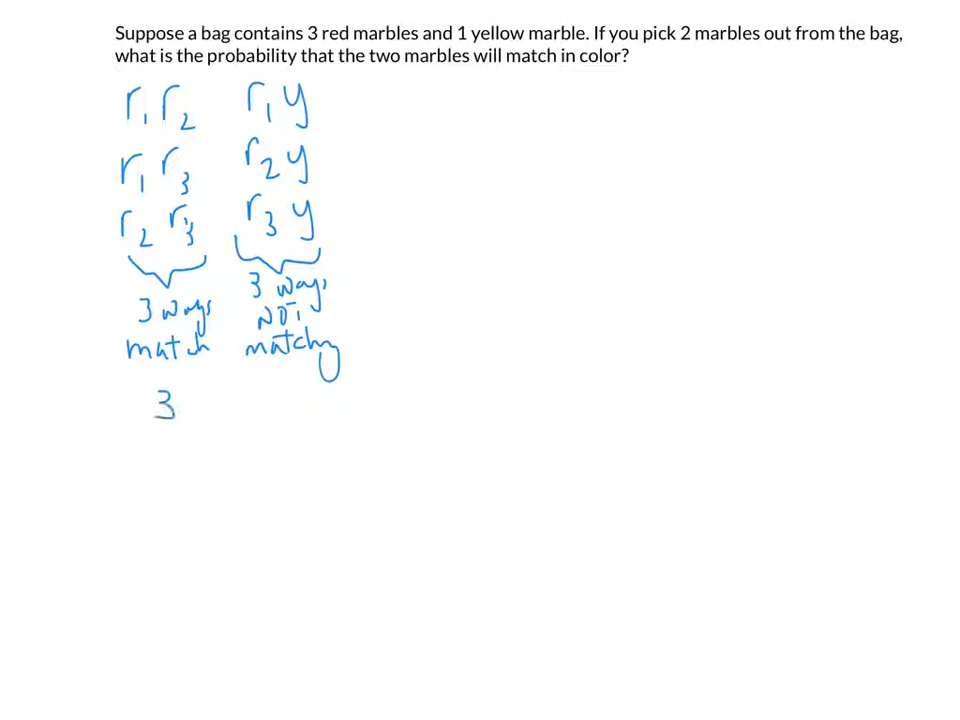 Suppose a bag contains 3 red marbles and 1 yellow marble. If you pick 2 marbles out from the bag,
what is the probability that the two marbles will match in color?
r₁ r₂ r₁ y
r₁ r₃ r₂ y
r₂ r₃ r₃ y
3 ways 3 ways
match NOT
matchy
3